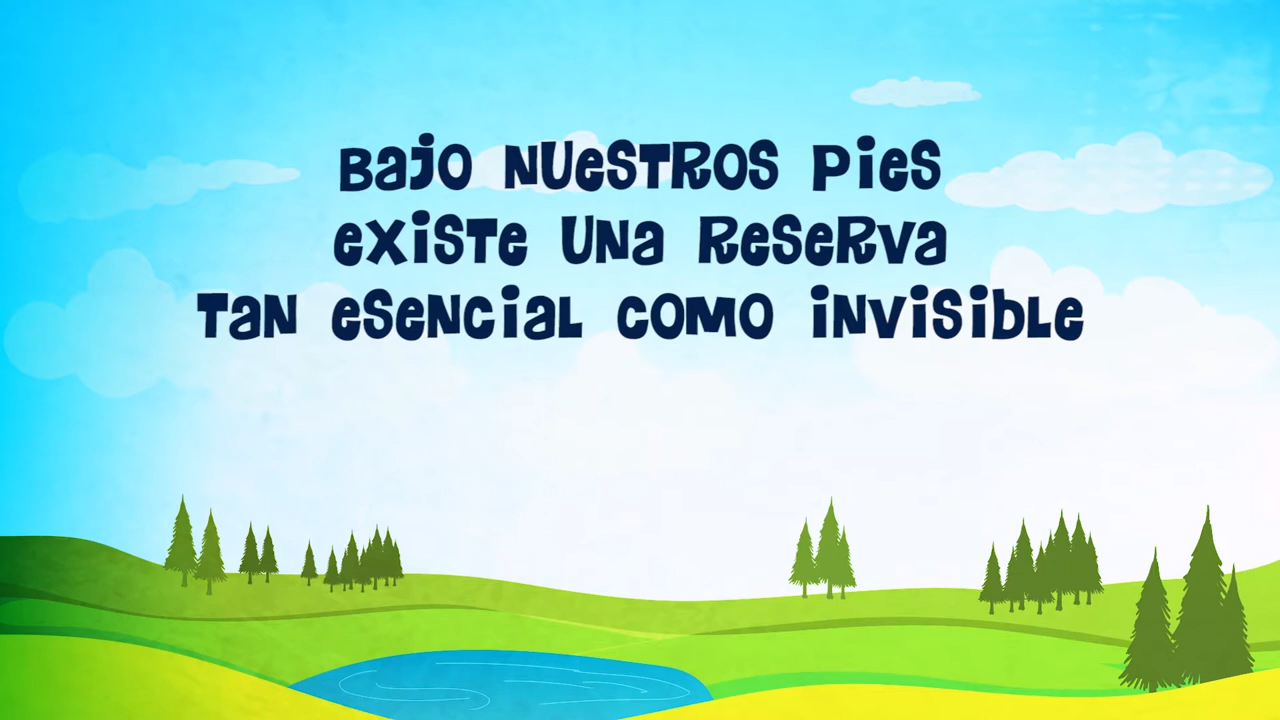 Bajo nuestros pies
existe una reserva
tan esencial como invisible